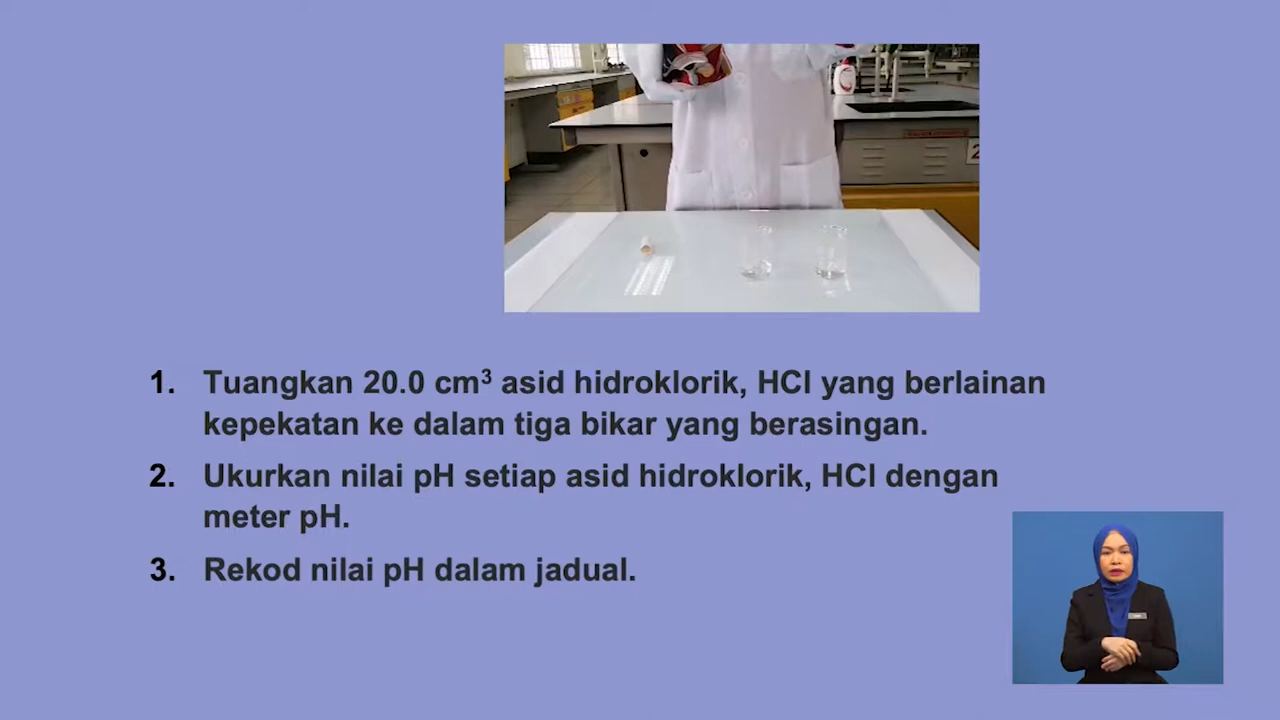 1. Tuangkan 20.0 cm³ asid hidroklorik, HCl yang berlainan
kepekatan ke dalam tiga bikar yang berasingan.
2. Ukurkan nilai pH setiap asid hidroklorik, HCl dengan
meter pH.
3. Rekod nilai pH dalam jadual.